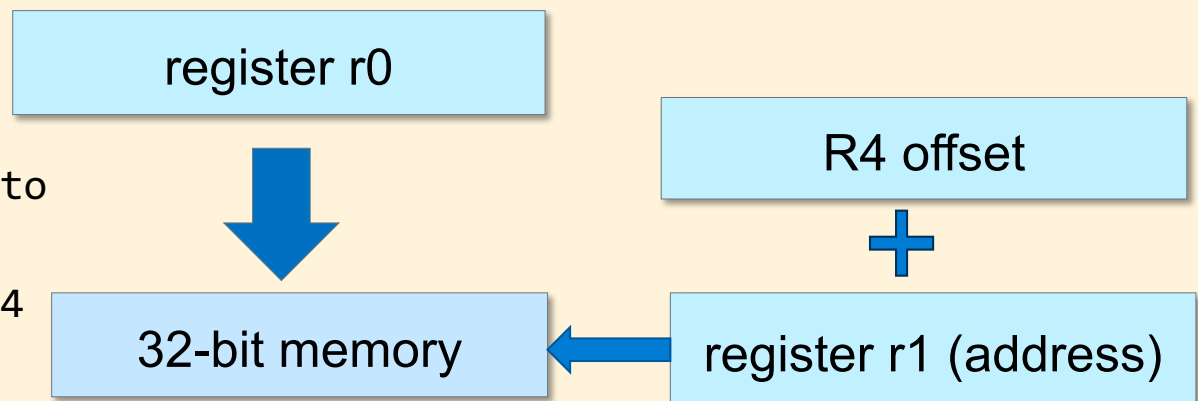 register r0
R4 offset
to
4
32-bit memory
register r1 (address)